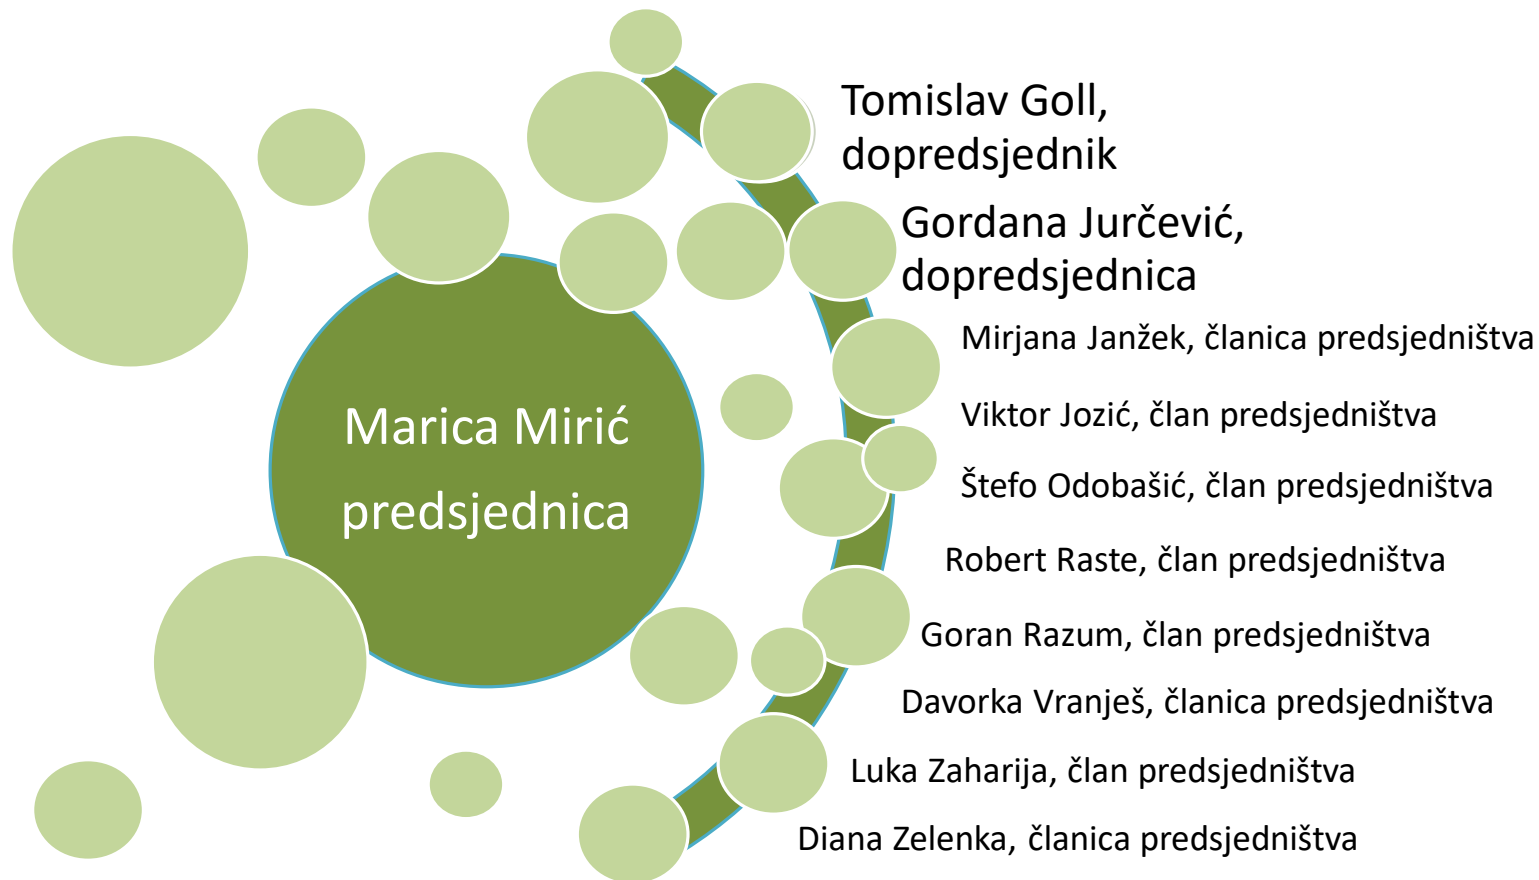 Tomislav Goll,
dopredsjednik
Gordana Jurčević,
dopredsjednica
Mirjana Janžek, članica predsjedništva
Viktor Jozić, član predsjedništva
Marica Mirić
predsjednica
Štefo Odobašić, član predsjedništva
Robert Raste, član predsjedništva
Goran Razum, član predsjedništva
Davorka Vranješ, članica predsjedništva
Luka Zaharija, član predsjedništva
Diana Zelenka, članica predsjedništva